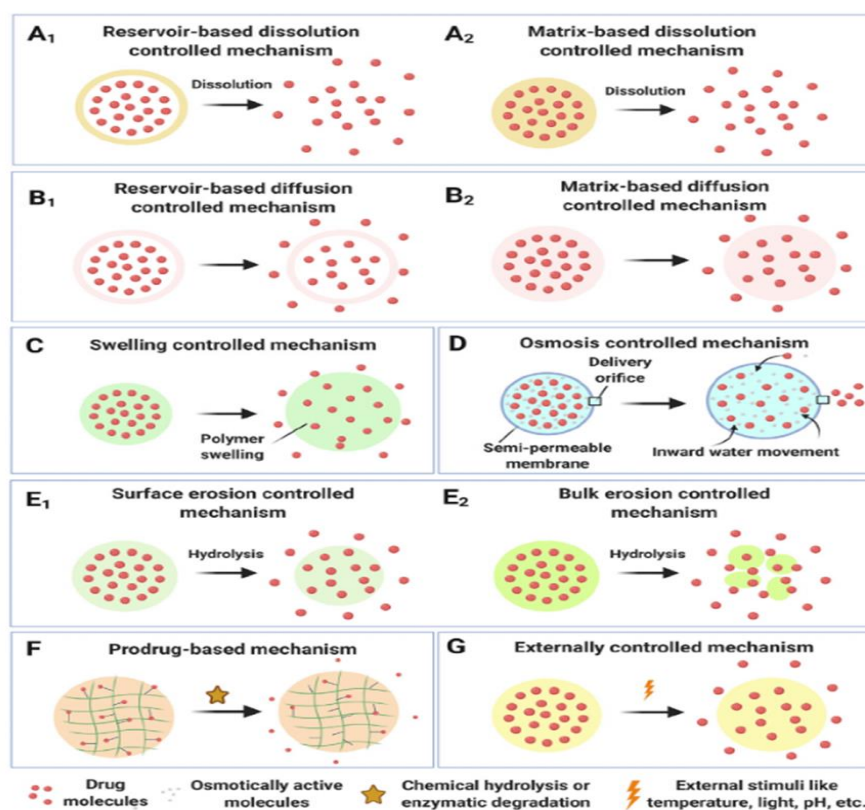 A1
Reservoir-based dissolution
controlled mechanism
Dissolution
A2
Matrix-based dissolution
controlled mechanism
Dissolution
B1
Reservoir-based diffusion
controlled mechanism
B2
Matrix-based diffusion
controlled mechanism
C
Swelling controlled mechanism
Polymer
swelling
D
Osmosis controlled mechanism
Delivery
orifice
Semi-permeable
membrane
Inward water movement
E1
Surface erosion controlled
mechanism
Hydrolysis
E2
Bulk erosion controlled
mechanism
Hydrolysis
F
Prodrug-based mechanism
G
Externally controlled mechanism
Drug
molecules
Osmotically active
molecules
Chemical hydrolysis or
enzymatic degradation
External stimuli like
temperature, light, pH, etc.